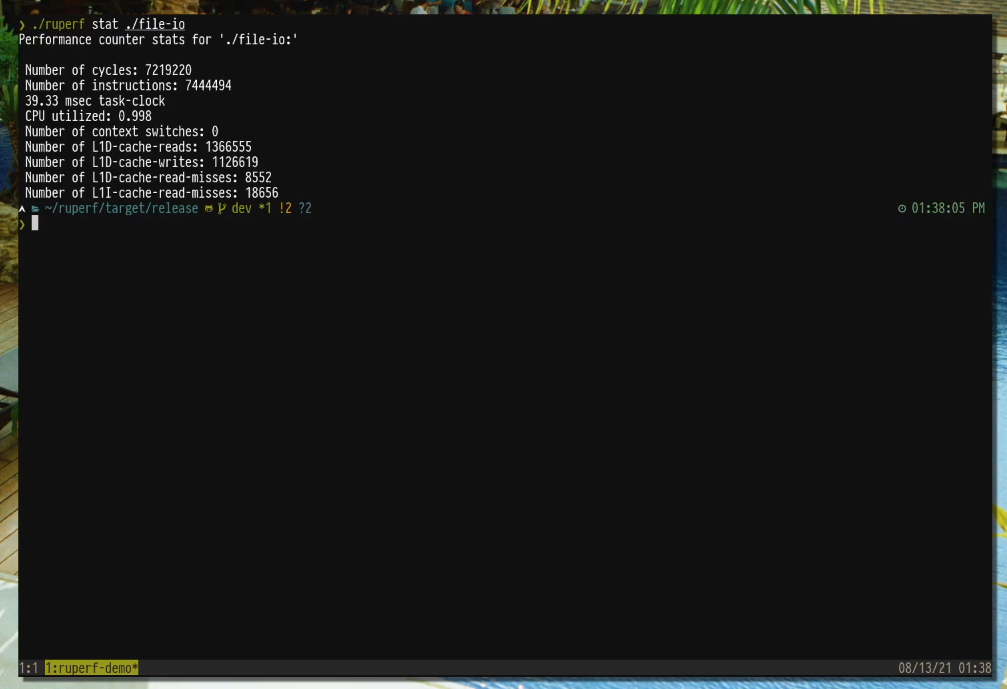 ❯ ./ruperf stat ./file-io
Performance counter stats for './file-io:'
Number of cycles: 7219220
Number of instructions: 7444494
39.33 msec task-clock
CPU utilized: 0.998
Number of context switches: 0
Number of L1D-cache-reads: 1366555
Number of L1D-cache-writes: 1126619
Number of L1D-cache-read-misses: 8552
Number of L1I-cache-read-misses: 18656
~/ruperf/target/release dev *1 !2 ?2 01:38:05 PM
❯
1:1 1:ruperf-demo* 08/13/21 01:38